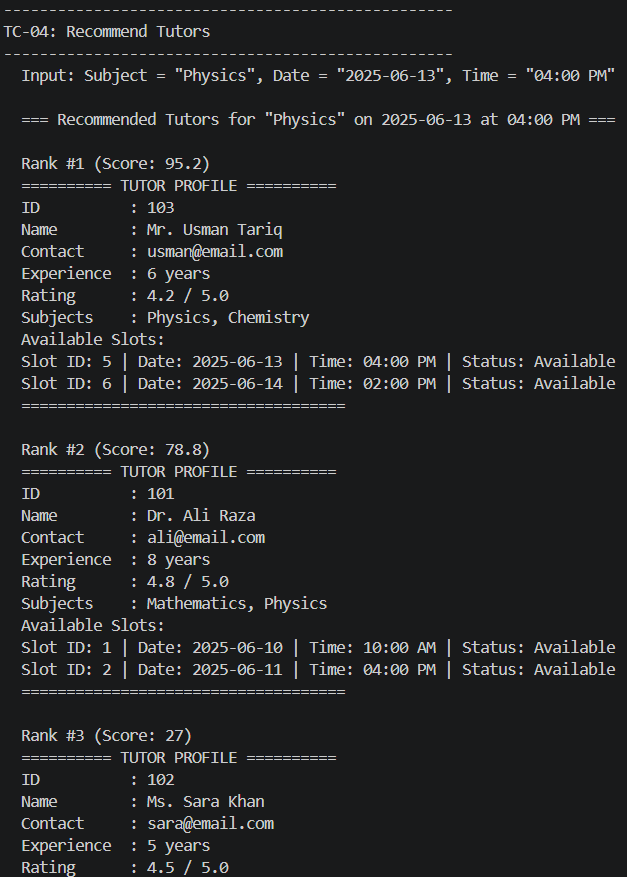 --------------------------------------------------
TC-04: Recommend Tutors
--------------------------------------------------
Input: Subject = "Physics", Date = "2025-06-13", Time = "04:00 PM"
=== Recommended Tutors for "Physics" on 2025-06-13 at 04:00 PM ===
Rank #1 (Score: 95.2)
========== TUTOR PROFILE ==========
ID : 103
Name : Mr. Usman Tariq
Contact : usman@email.com
Experience : 6 years
Rating : 4.2 / 5.0
Subjects : Physics, Chemistry
Available Slots:
Slot ID: 5 | Date: 2025-06-13 | Time: 04:00 PM | Status: Available
Slot ID: 6 | Date: 2025-06-14 | Time: 02:00 PM | Status: Available
====================================
Rank #2 (Score: 78.8)
========== TUTOR PROFILE ==========
ID : 101
Name : Dr. Ali Raza
Contact : ali@email.com
Experience : 8 years
Rating : 4.8 / 5.0
Subjects : Mathematics, Physics
Available Slots:
Slot ID: 1 | Date: 2025-06-10 | Time: 10:00 AM | Status: Available
Slot ID: 2 | Date: 2025-06-11 | Time: 04:00 PM | Status: Available
====================================
Rank #3 (Score: 27)
========== TUTOR PROFILE ==========
ID : 102
Name : Ms. Sara Khan
Contact : sara@email.com
Experience : 5 years
Rating : 4.5 / 5.0